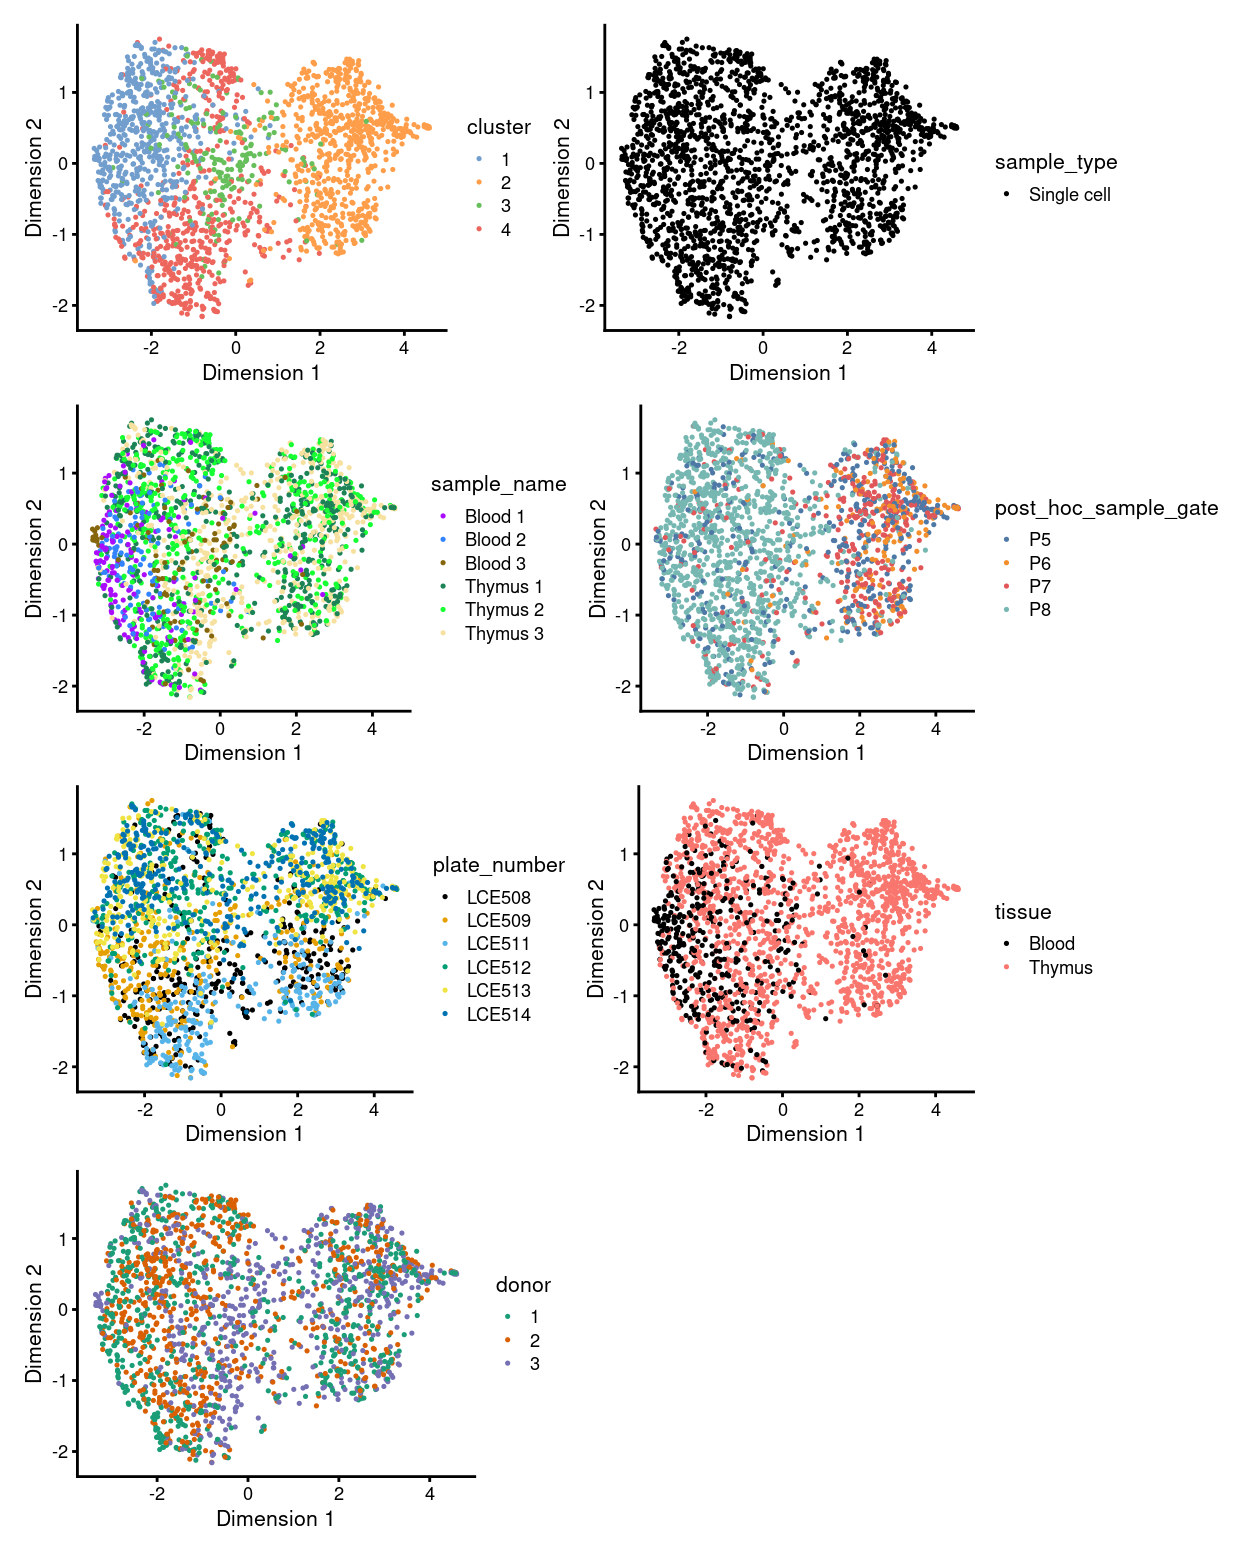 Dimension 2
1
0
-1
-2
-2 0 2 4
Dimension 1
cluster
1
2
3
4
Dimension 2
1
0
-1
-2
-2 0 2 4
Dimension 1
sample_type
Single cell
Dimension 2
1
0
-1
-2
-2 0 2 4
Dimension 1
sample_name
Blood 1
Blood 2
Blood 3
Thymus 1
Thymus 2
Thymus 3
Dimension 2
1
0
-1
-2
-2 0 2 4
Dimension 1
post_hoc_sample_gate
P5
P6
P7
P8
Dimension 2
1
0
-1
-2
-2 0 2 4
Dimension 1
plate_number
LCE508
LCE509
LCE511
LCE512
LCE513
LCE514
Dimension 2
1
0
-1
-2
-2 0 2 4
Dimension 1
tissue
Blood
Thymus
Dimension 2
1
0
-1
-2
-2 0 2 4
Dimension 1
donor
1
2
3